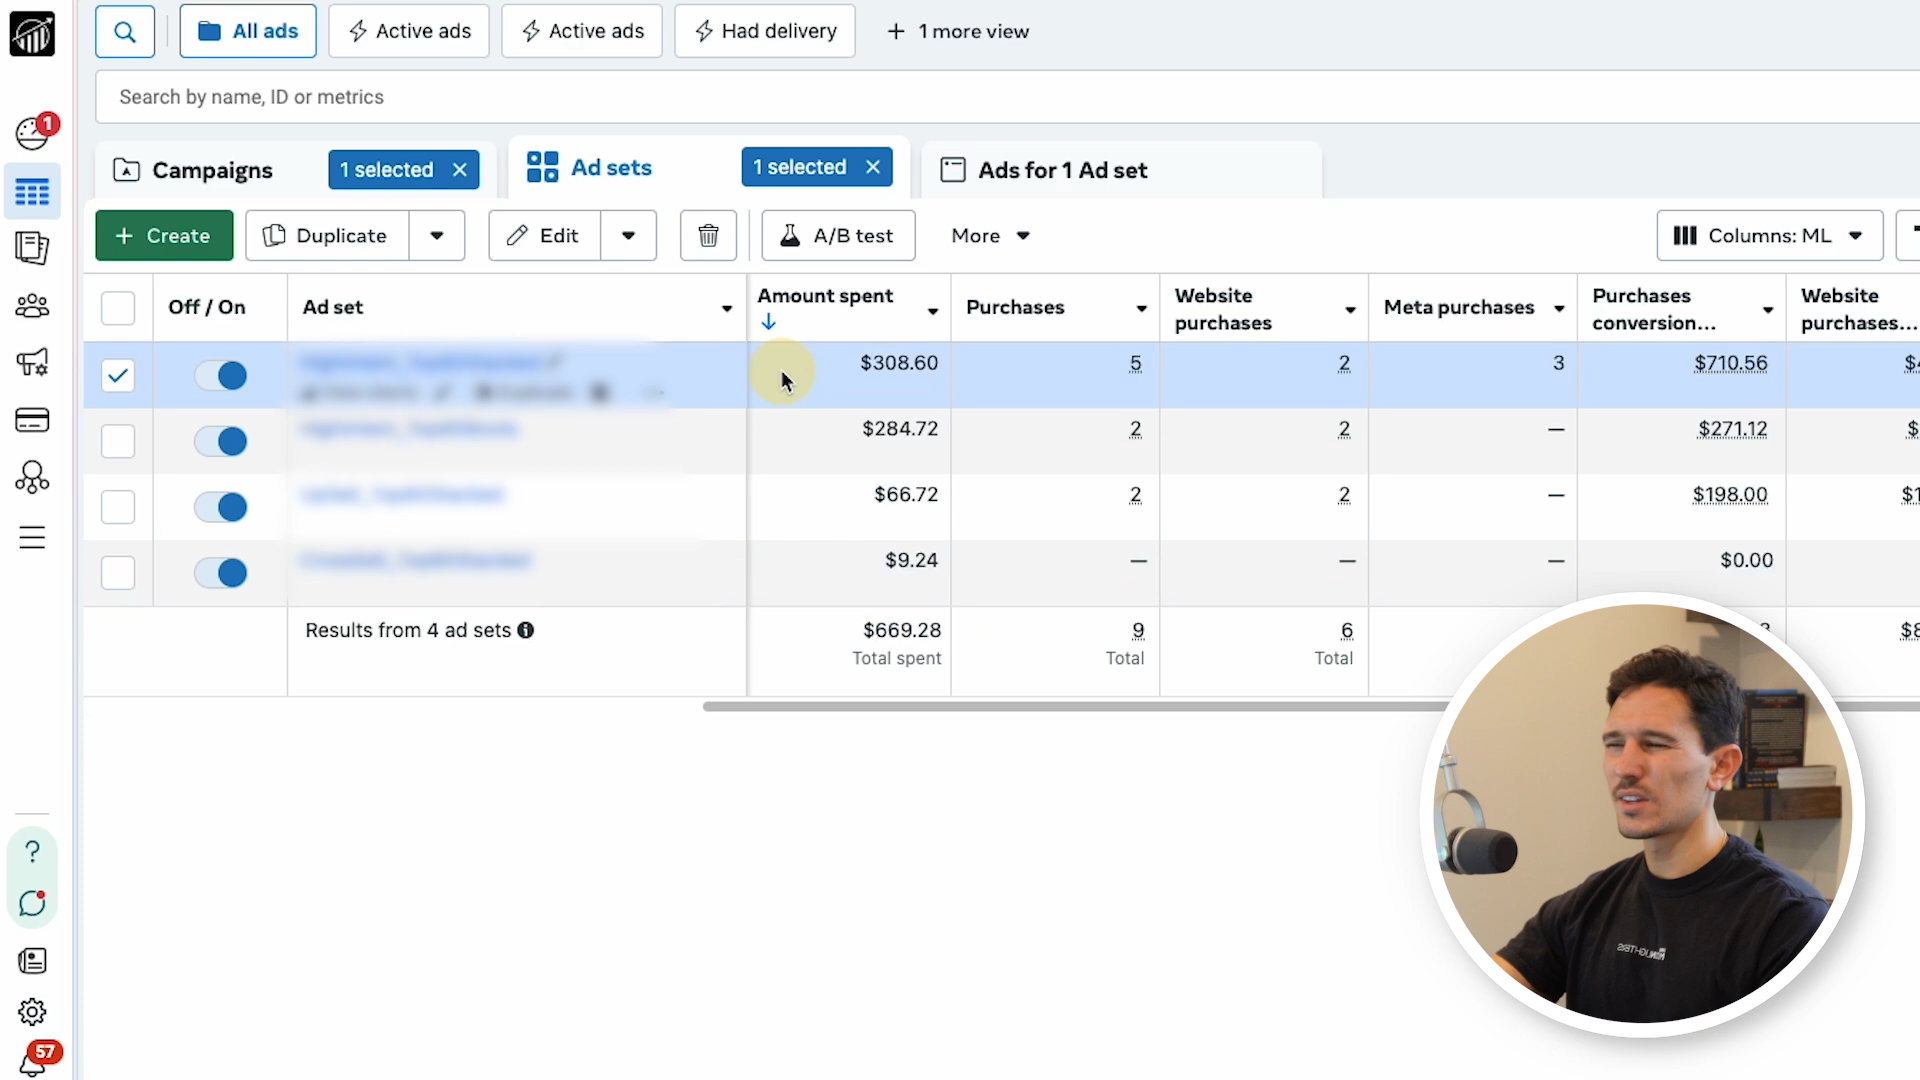 All ads
Active ads
Active ads
Had delivery
+ 1 more view
Search by name, ID or metrics
Campaigns
1 selected ×
Ad sets
1 selected ×
Ads for 1 Ad set
+ Create
Duplicate
Edit
A/B test
More
Columns: ML
Off / On
Ad set
Amount spent
Purchases
Website
purchases
Meta purchases
Purchases
conversion...
Website
purchases...
$308.60
5
2
3
$710.56
$284.72
2
2
—
$271.12
$66.72
2
2
—
$198.00
$9.24
—
—
—
$0.00
Results from 4 ad sets
$669.28
9
6
Total spent
Total
Total
1
?
57